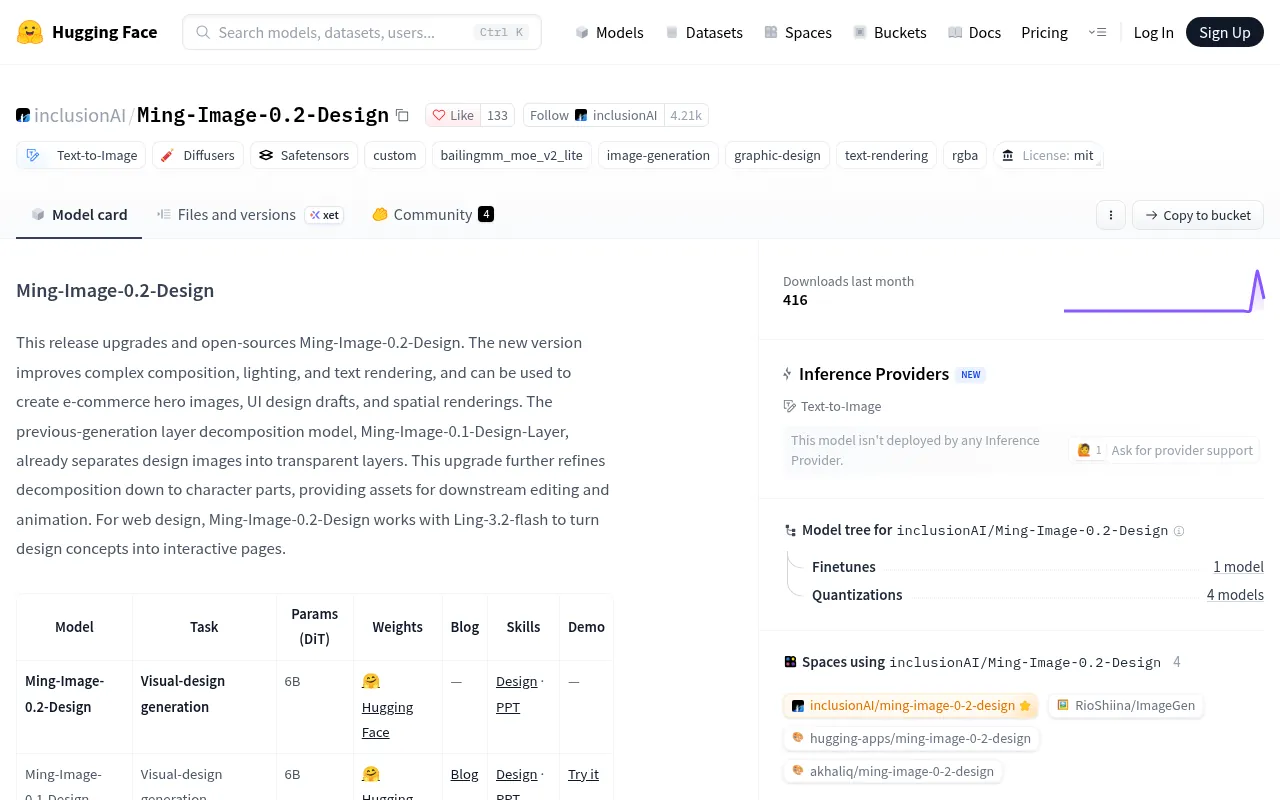 Hugging Face
Search models, datasets, users...
Ctrl K
Models
Datasets
Spaces
Buckets
Docs
Pricing
Log In
Sign Up
inclusionAI/Ming-Image-0.2-Design
Like 133
Follow inclusionAI 4.21k
Text-to-Image
Diffusers
Safetensors
custom
bailingmm_moe_v2_lite
image-generation
graphic-design
text-rendering
rgba
License: mit
Model card
Files and versions
xet
Community 4
Copy to bucket
Ming-Image-0.2-Design
This release upgrades and open-sources Ming-Image-0.2-Design. The new version
improves complex composition, lighting, and text rendering, and can be used to
create e-commerce hero images, UI design drafts, and spatial renderings. The
previous-generation layer decomposition model, Ming-Image-0.1-Design-Layer,
already separates design images into transparent layers. This upgrade further refines
decomposition down to character parts, providing assets for downstream editing and
animation. For web design, Ming-Image-0.2-Design works with Ling-3.2-flash to turn
design concepts into interactive pages.
Model
Task
Params
(DiT)
Weights
Blog
Skills
Demo
Ming-Image-
0.2-Design
Visual-design
generation
6B
Hugging
Face
—
Design ·
PPT
—
Ming-Image-
0.1-Design
Visual-design
generation
6B
Hugging
Blog
Design ·
PPT
Try it
Downloads last month
416
Inference Providers NEW
Text-to-Image
This model isn't deployed by any Inference
Provider.
1 Ask for provider support
Model tree for inclusionAI/Ming-Image-0.2-Design
Finetunes
1 model
Quantizations
4 models
Spaces using inclusionAI/Ming-Image-0.2-Design 4
inclusionAI/ming-image-0-2-design
RioShiina/ImageGen
hugging-apps/ming-image-0-2-design
akhaliq/ming-image-0-2-design